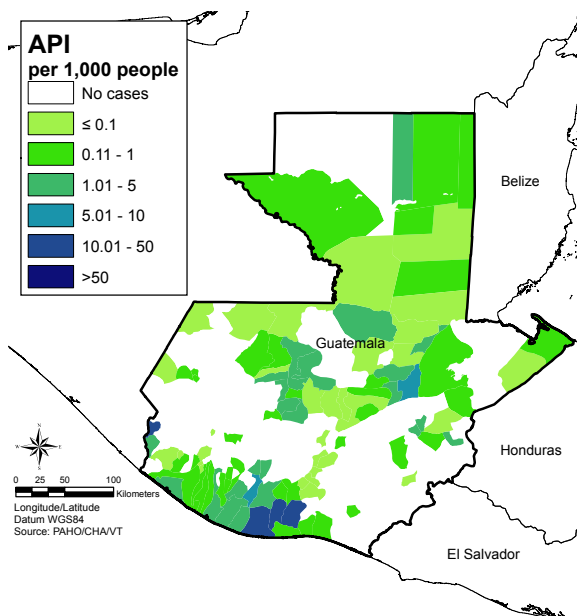 API
per 1,000 people
No cases
≤ 0.1
0.11 - 1
1.01 - 5
5.01 - 10
10.01 - 50
>50
Belize
Guatemala
Honduras
El Salvador
N
W E
S
0 25 50 100
Kilometers
Longitude/Latitude
Datum WGS84
Source: PAHO/CHA/VT